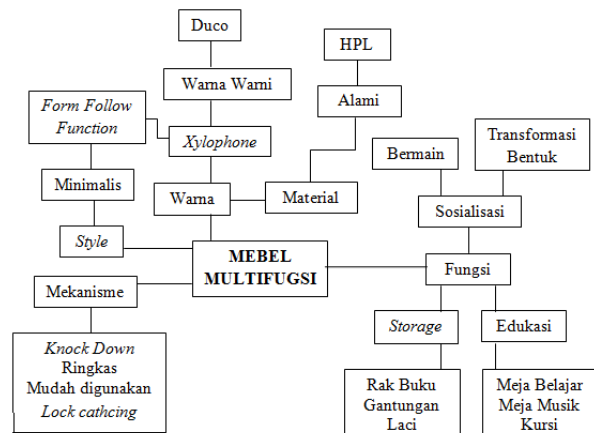 Duco
HPL
Warna Warni
Alami
Form Follow
Function
Xylophone
Bermain
Transformasi
Bentuk
Minimalis
Warna
Material
Sosialisasi
Style
MEBEL
MULTIFUGSI
Fungsi
Mekanisme
Storage
Edukasi
Knock Down
Ringkas
Mudah digunakan
Lock cathcing
Rak Buku
Gantungan
Laci
Meja Belajar
Meja Musik
Kursi